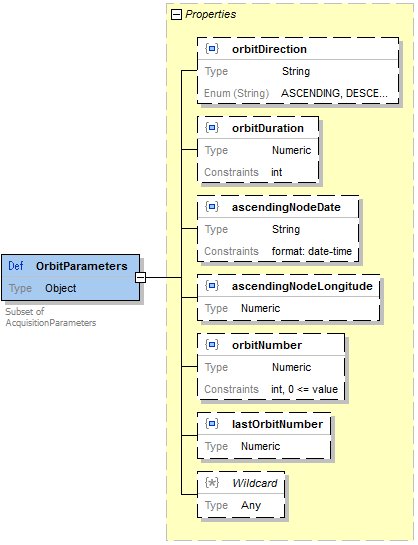 Properties
orbitDirection
Type String
Enum (String) ASCENDING, DESCE...
orbitDuration
Type Numeric
Constraints int
ascendingNodeDate
Type String
Constraints format: date-time
Def OrbitParameters
Type Object
Subset of
AcquisitionParameters
ascendingNodeLongitude
Type Numeric
orbitNumber
Type Numeric
Constraints int, 0 <= value
lastOrbitNumber
Type Numeric
Wildcard
Type Any